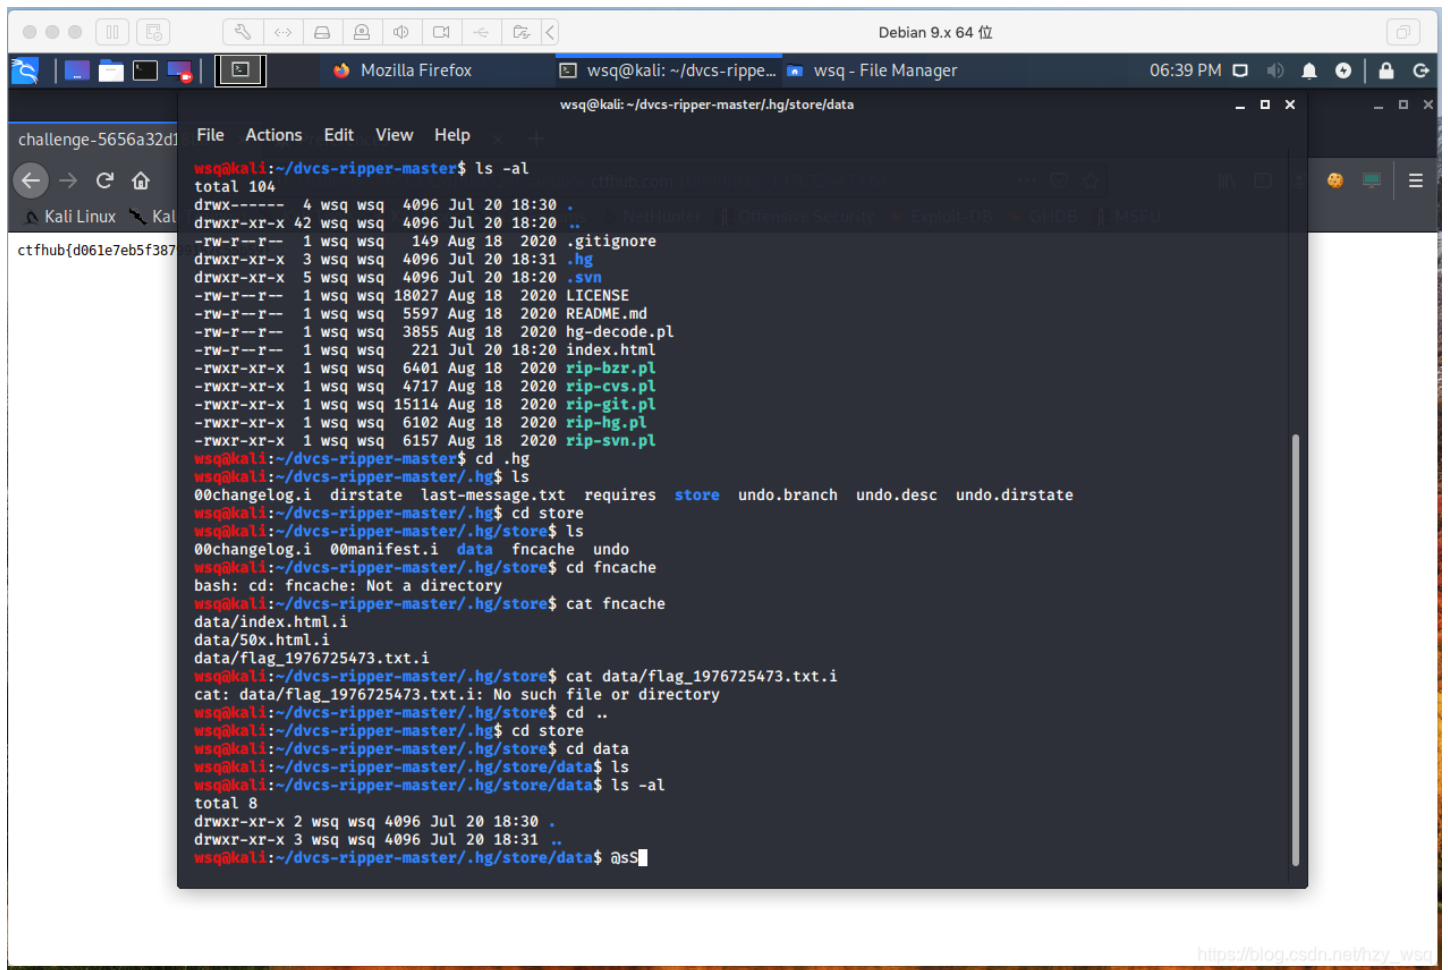 Debian 9.x 64 位
Mozilla Firefox
wsq@kali: ~/dvcs-rippe...
wsq - File Manager
06:39 PM
wsq@kali: ~/dvcs-ripper-master/.hg/store/data
challenge-5656a32d1
File Actions Edit View Help
Kali Linux
Kal
NetHunter Offensive Security Exploit-DB GHDB MSFU
ctfhub{d061e7eb5f387
wsq@kali:~/dvcs-ripper-master$ ls -al
total 104
drwx------ 4 wsq wsq 4096 Jul 20 18:30 .
drwxr-xr-x 42 wsq wsq 4096 Jul 20 18:20 ..
-rw-r--r-- 1 wsq wsq 149 Aug 18 2020 .gitignore
drwxr-xr-x 3 wsq wsq 4096 Jul 20 18:31 .hg
drwxr-xr-x 5 wsq wsq 4096 Jul 20 18:20 .svn
-rw-r--r-- 1 wsq wsq 18027 Aug 18 2020 LICENSE
-rw-r--r-- 1 wsq wsq 5597 Aug 18 2020 README.md
-rw-r--r-- 1 wsq wsq 3855 Aug 18 2020 hg-decode.pl
-rw-r--r-- 1 wsq wsq 221 Jul 20 18:20 index.html
-rwxr-xr-x 1 wsq wsq 6401 Aug 18 2020 rip-bzr.pl
-rwxr-xr-x 1 wsq wsq 4717 Aug 18 2020 rip-cvs.pl
-rwxr-xr-x 1 wsq wsq 15114 Aug 18 2020 rip-git.pl
-rwxr-xr-x 1 wsq wsq 6102 Aug 18 2020 rip-hg.pl
-rwxr-xr-x 1 wsq wsq 6157 Aug 18 2020 rip-svn.pl
wsq@kali:~/dvcs-ripper-master$ cd .hg
wsq@kali:~/dvcs-ripper-master/.hg$ ls
00changelog.i dirstate last-message.txt requires store undo.branch undo.desc undo.dirstate
wsq@kali:~/dvcs-ripper-master/.hg$ cd store
wsq@kali:~/dvcs-ripper-master/.hg/store$ ls
00changelog.i 00manifest.i data fncache undo
wsq@kali:~/dvcs-ripper-master/.hg/store$ cd fncache
bash: cd: fncache: Not a directory
wsq@kali:~/dvcs-ripper-master/.hg/store$ cat fncache
data/index.html.i
data/50x.html.i
data/flag_1976725473.txt.i
wsq@kali:~/dvcs-ripper-master/.hg/store$ cat data/flag_1976725473.txt.i
cat: data/flag_1976725473.txt.i: No such file or directory
wsq@kali:~/dvcs-ripper-master/.hg/store$ cd ..
wsq@kali:~/dvcs-ripper-master/.hg$ cd store
wsq@kali:~/dvcs-ripper-master/.hg/store$ cd data
wsq@kali:~/dvcs-ripper-master/.hg/store/data$ ls
wsq@kali:~/dvcs-ripper-master/.hg/store/data$ ls -al
total 8
drwxr-xr-x 2 wsq wsq 4096 Jul 20 18:30 .
drwxr-xr-x 3 wsq wsq 4096 Jul 20 18:31 ..
wsq@kali:~/dvcs-ripper-master/.hg/store/data$ @sS
https://blog.csdn.net/hzy_wsq